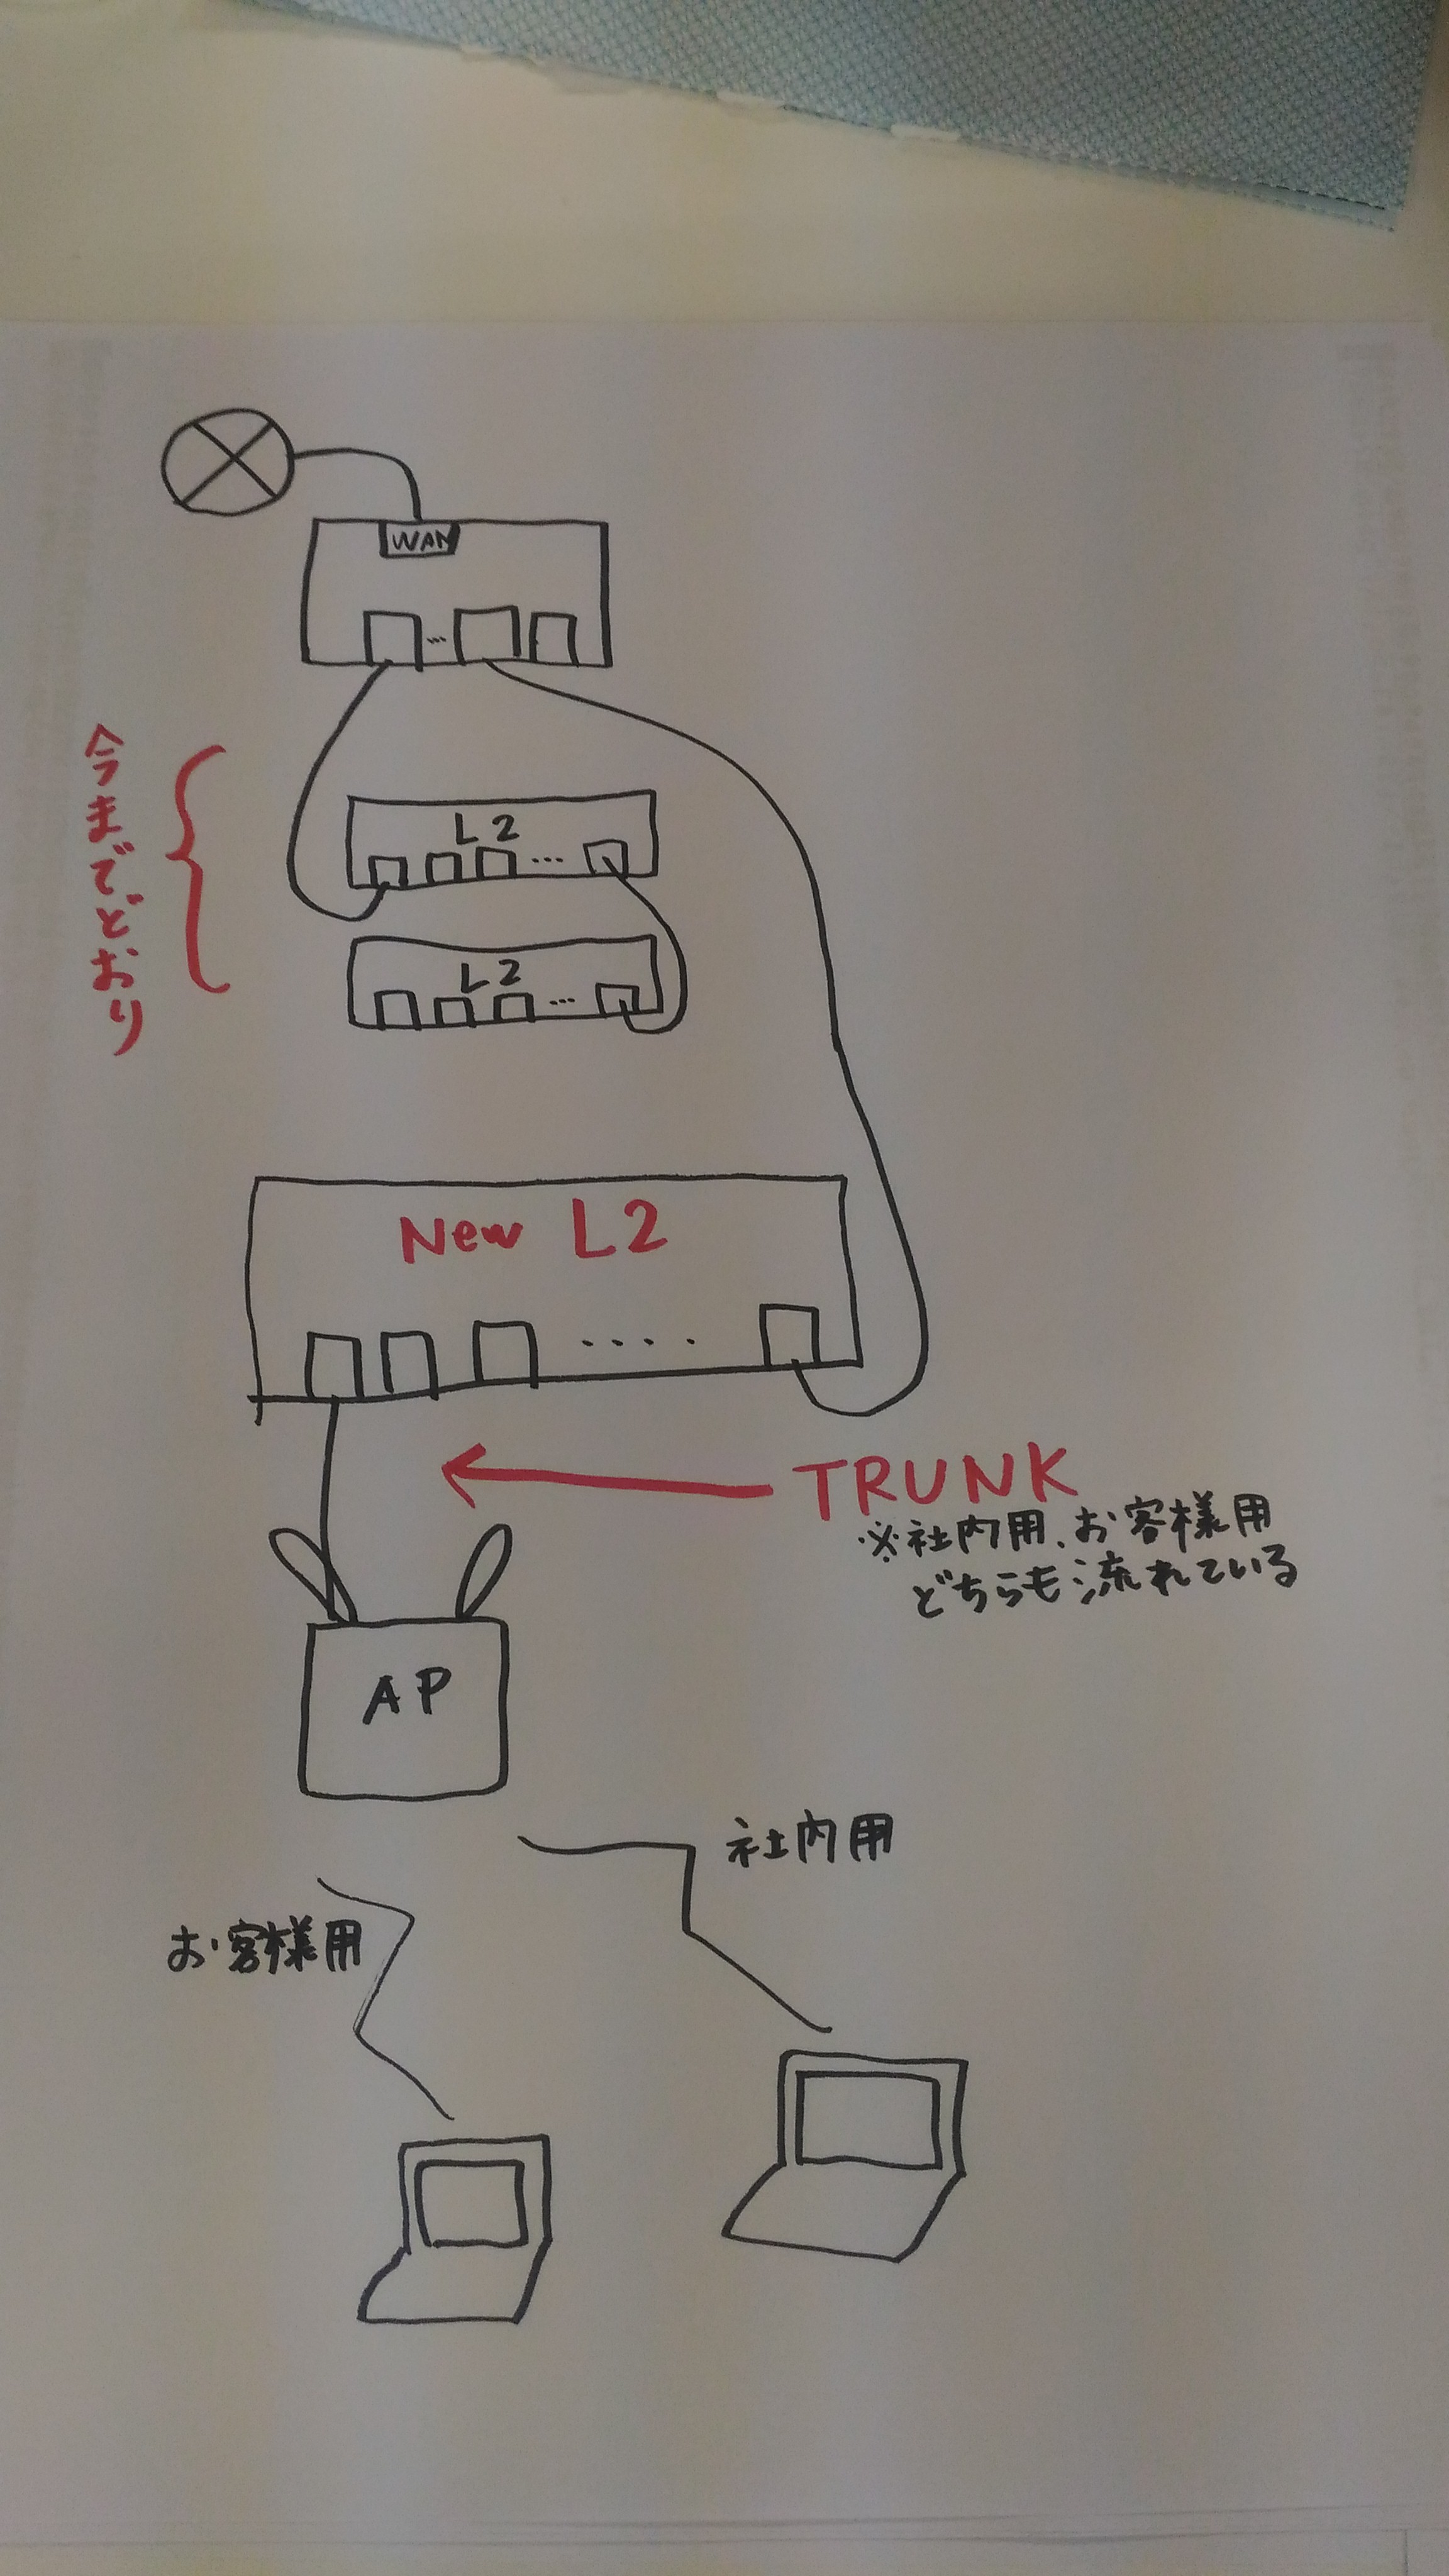 WAN
今までどおり
L2
L2
New L2
TRUNK
※社内用、お客様用
どちらも流れている
AP
社内用
お客様用